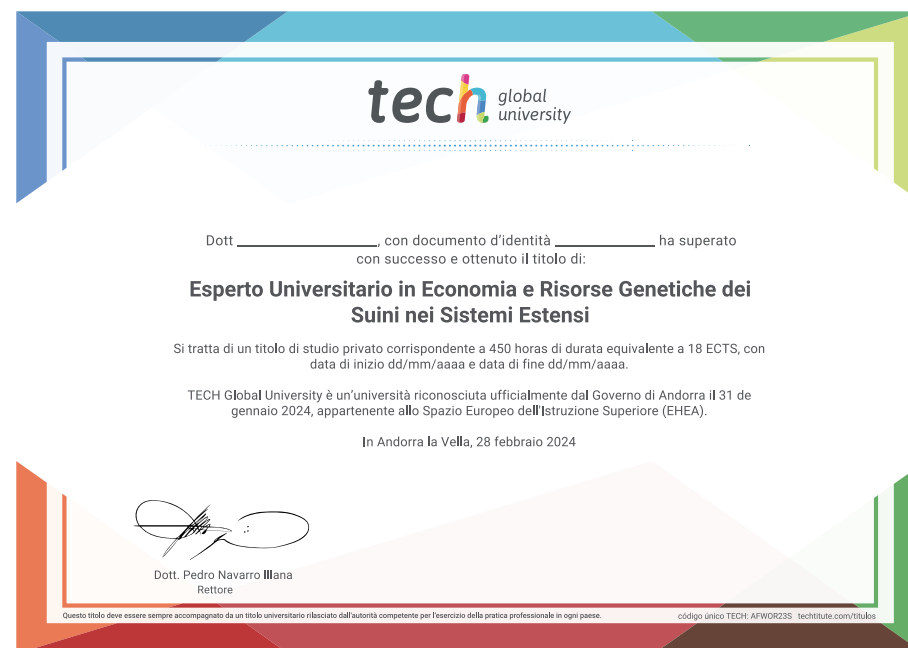 tech global university
Dott ____________________, con documento d'identità ______________ ha superato
con successo e ottenuto il titolo di:
Esperto Universitario in Economia e Risorse Genetiche dei
Suini nei Sistemi Estensi
Si tratta di un titolo di studio privato corrispondente a 450 horas di durata equivalente a 18 ECTS, con
data di inizio dd/mm/aaaa e data di fine dd/mm/aaaa.
TECH Global University è un'università riconosciuta ufficialmente dal Governo di Andorra il 31 de
gennaio 2024, appartenente allo Spazio Europeo dell'Istruzione Superiore (EHEA).
In Andorra la Vella, 28 febbraio 2024
Dott. Pedro Navarro Illana
Rettore
Questo titolo deve essere sempre accompagnato da un titolo universitario rilasciato dall'autorità competente per l'esercizio della pratica professionale in ogni paese.
código único TECH: AFWOR23S techtitute.com/titulos